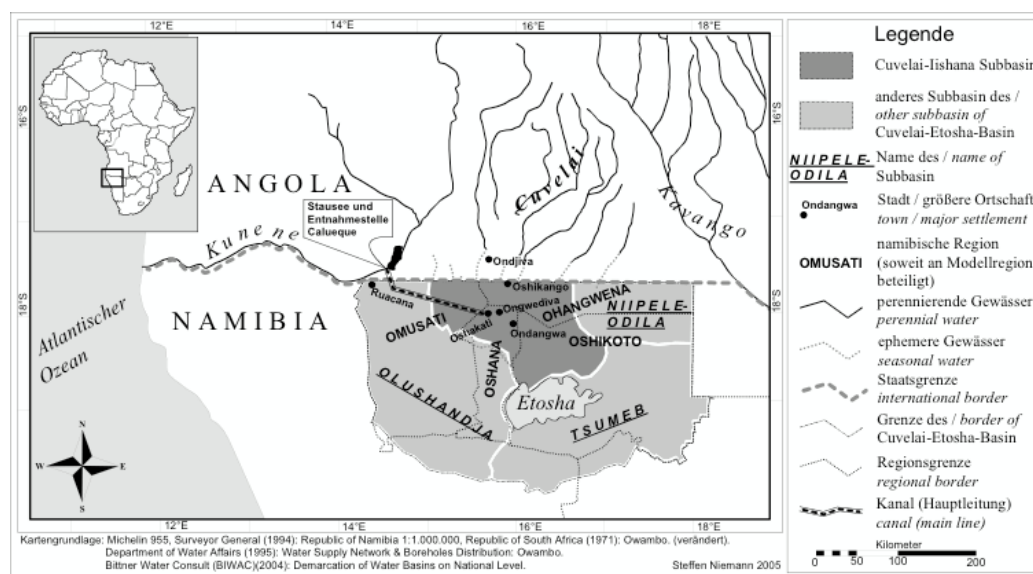 12°E
14°E
16°E
18°E
16°S
16°S
18°S
18°S
ANGOLA
Stausee und
Entnahmestelle
Calueque
Kunene
Cuvelai
Kavango
Ondjiva
Oshikango
Ruacana
Ongwediva
OHANGWENA
NIIPELE-
ODILA
NAMIBIA
OMUSATI
Oshakati
Ondangwa
OSHIKOTO
OSHANA
Atlantischer
Ozean
OLUSHANDJA
Etosha
TSUMEB
N
W
E
S
12°E
14°E
16°E
18°E
Legende
Cuvelai-Iishana Subbasin
anderes Subbasin des /
other subbasin of
Cuvelai-Etosha-Basin
NIIPELE-
ODILA
Name des / name of
Subbasin
Ondangwa
Stadt / größere Ortschaft
town / major settlement
OMUSATI
namibische Region
(soweit an Modellregion
beteiligt)
perennierende Gewässer
perennial water
ephemere Gewässer
seasonal water
Staatsgrenze
international border
Grenze des / border of
Cuvelai-Etosha-Basin
Regionsgrenze
regional border
Kanal (Hauptleitung)
canal (main line)
Kilometer
0 50 100 200
Kartengrundlage: Michelin 955, Surveyor General (1994): Republic of Namibia 1:1.000.000, Republic of South Africa (1971): Owambo. (verändert).
Department of Water Affairs (1995): Water Supply Network & Boreholes Distribution: Owambo.
Bittner Water Consult (BIWAC)(2004): Demarcation of Water Basins on National Level.
Steffen Niemann 2005